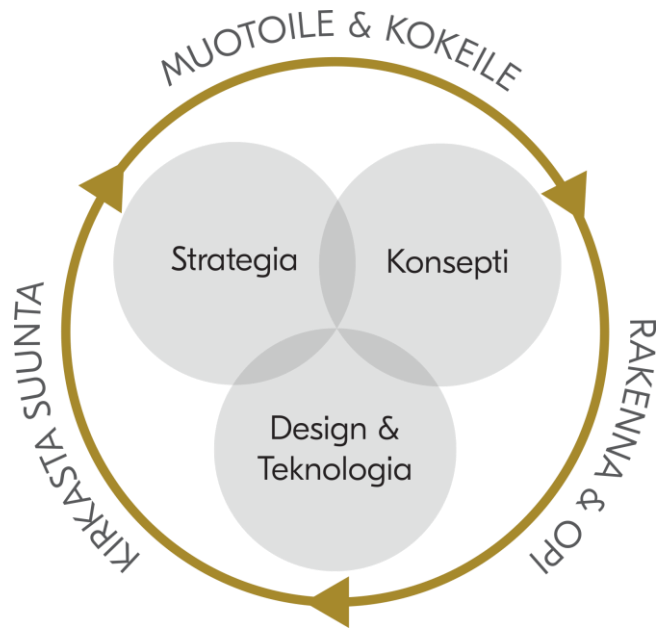 MUOTOILE & KOKEILE
Strategia
Konsepti
KIRKASTA SUUNTA
RAKENNA & OPI
Design &
Teknologia